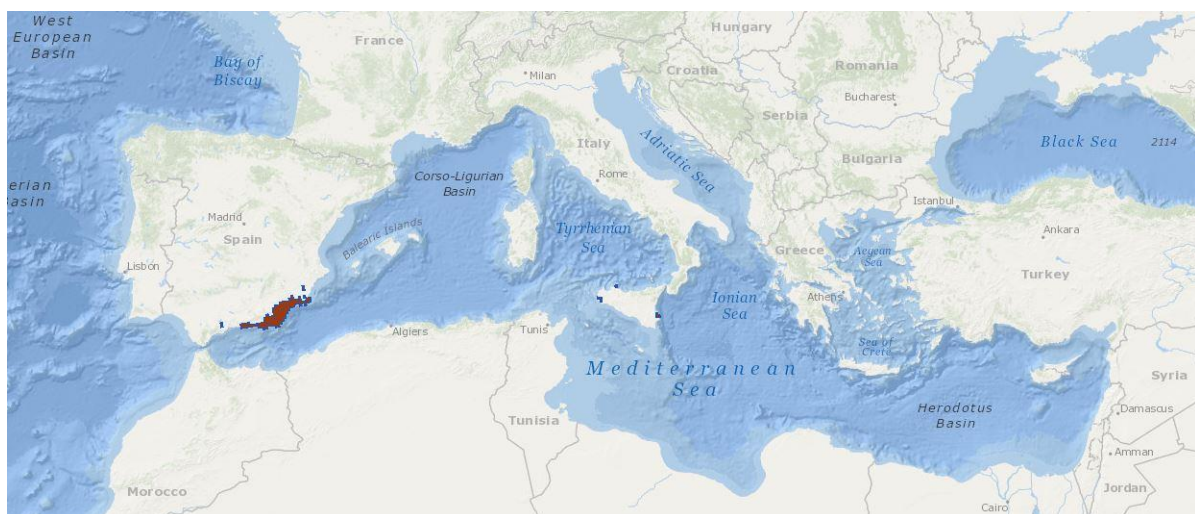 West
European
Basin
Bay of
Biscay
France
Hungary
Milan
Croatia
Romania
Bucharest
Serbia
Italy
Adriatic Sea
Black Sea
2114
Corso-Ligurian
Basin
Rome
Bulgaria
Istanbul
Madrid
Spain
Balearic Islands
Tyrrhenian
Sea
Ankara
Greece
Aegean
Sea
Turkey
erian
asin
Lisbon
Ionian
Sea
Athens
Algiers
Tunis
Sea of
Crete
Mediterranean
Sea
Syria
Herodotus
Basin
Damascus
Tunisia
Amman
Morocco
Jordan
Cairo